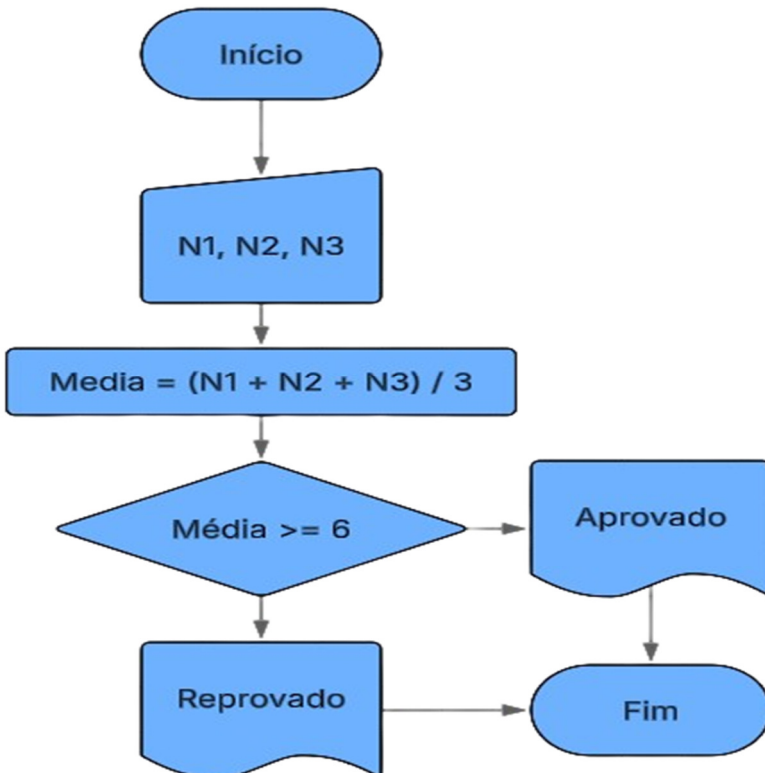 Início
N1, N2, N3
Media = (N1 + N2 + N3) / 3
Média >= 6
Aprovado
Reprovado
Fim